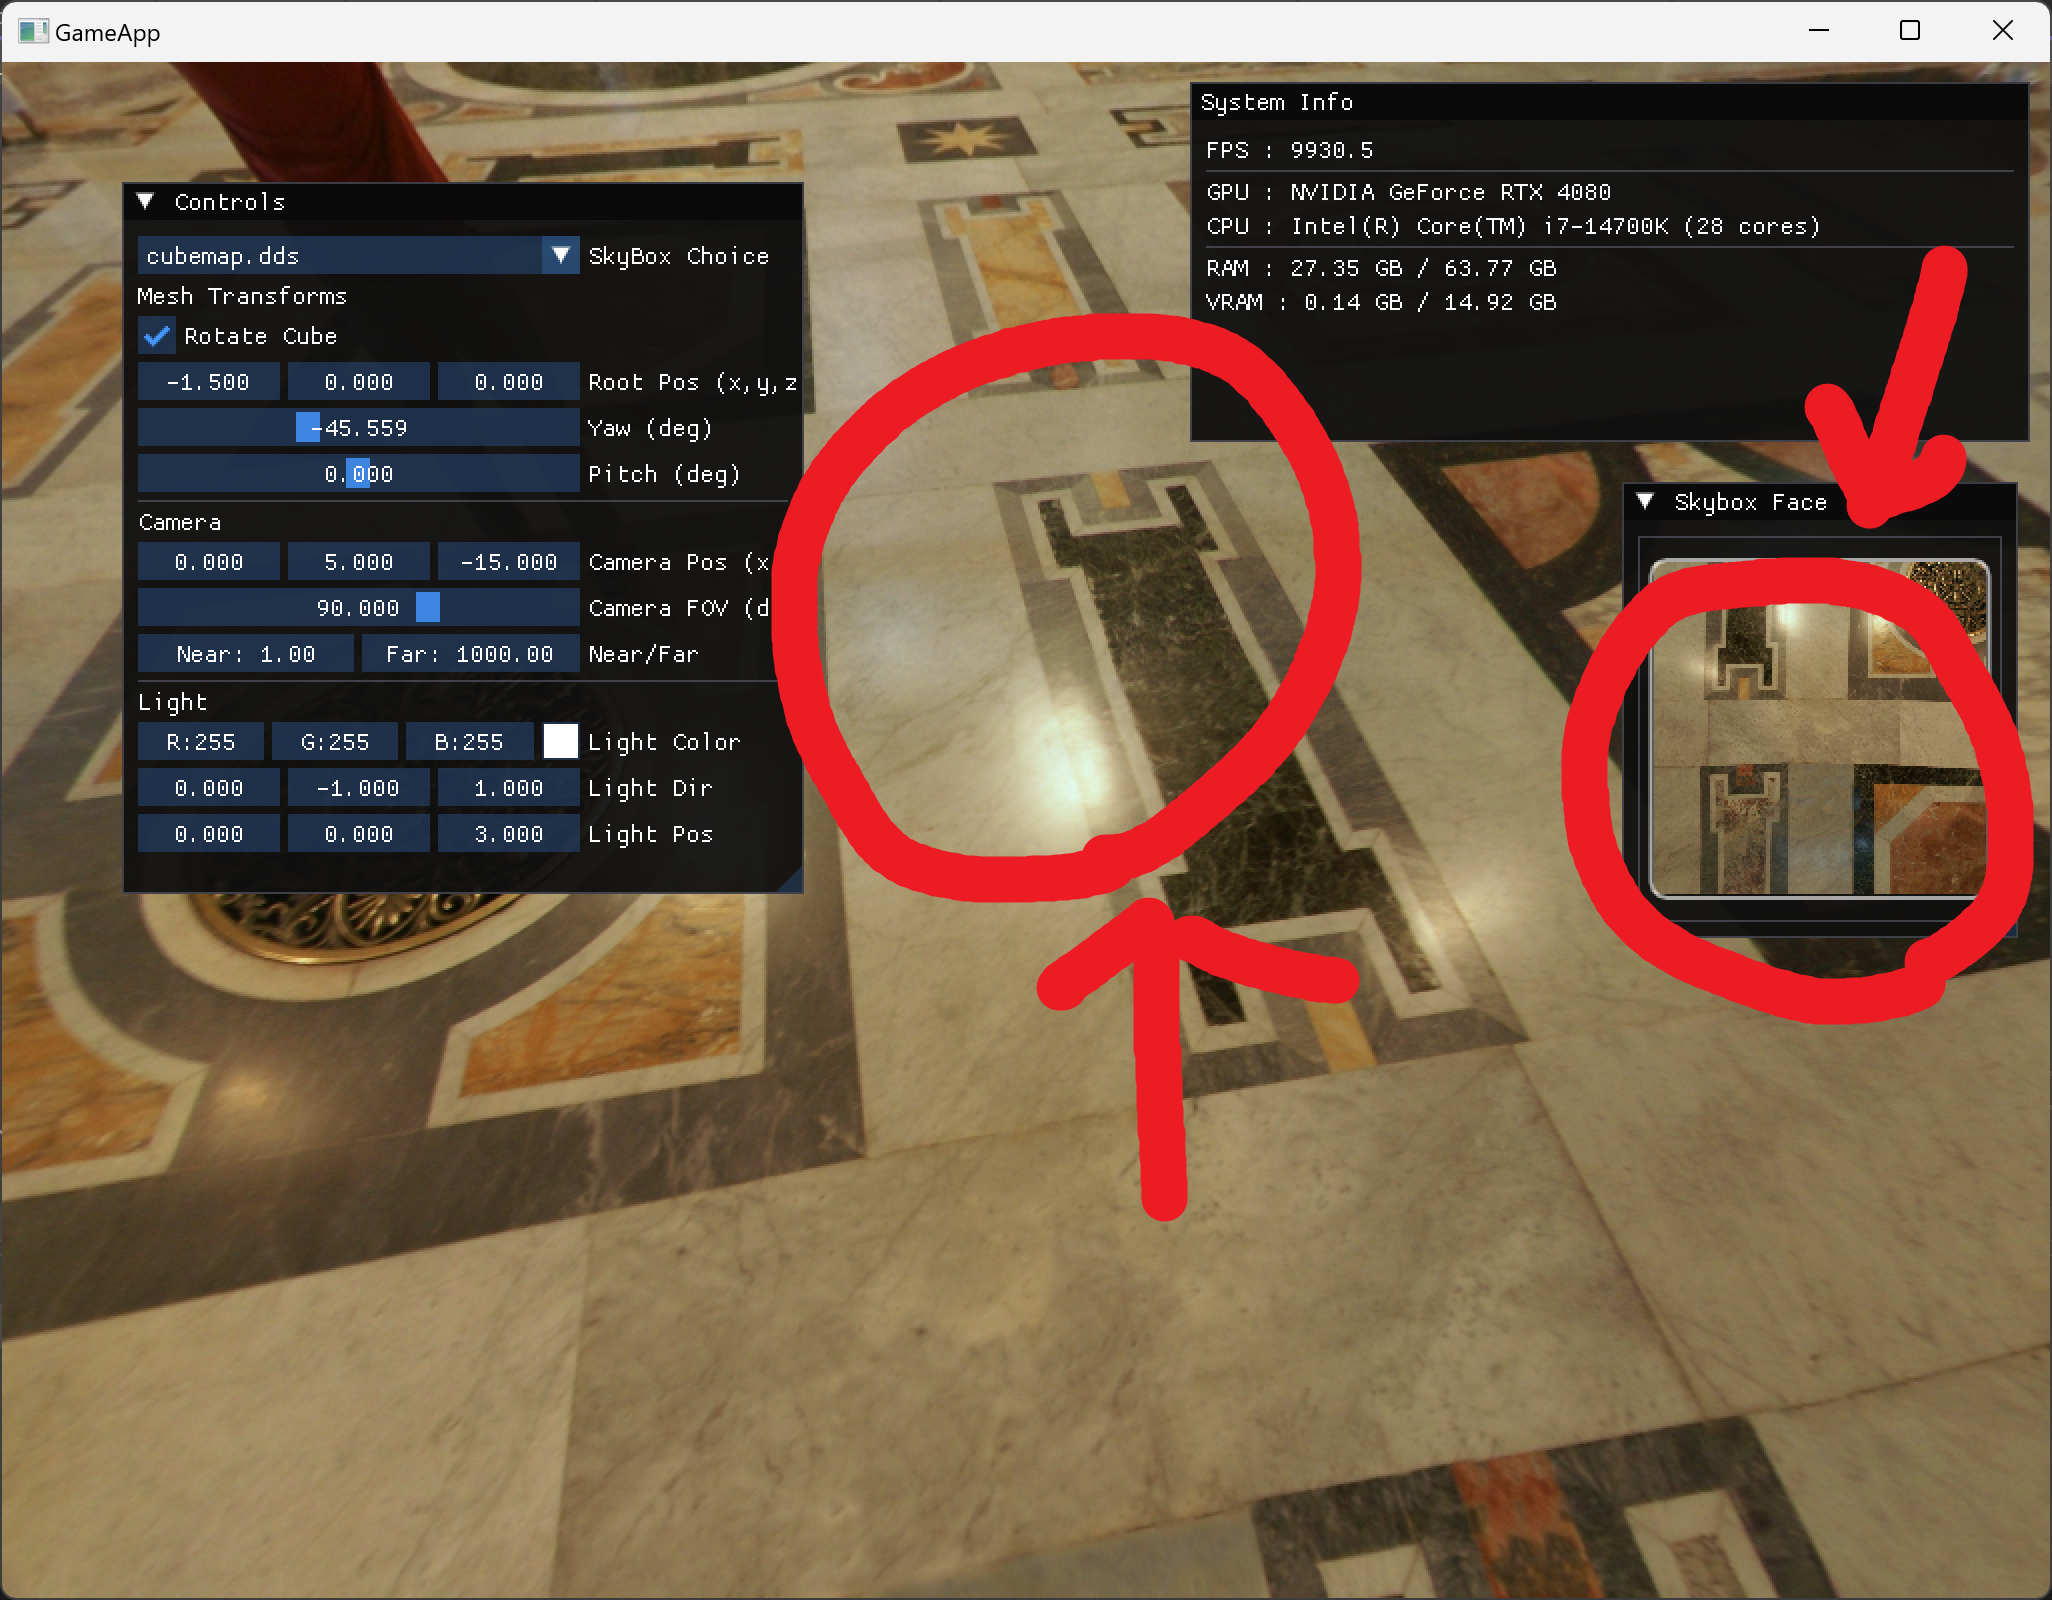 GameApp
System Info
FPS : 9930.5
GPU : NVIDIA GeForce RTX 4080
CPU : Intel(R) Core(TM) i7-14700K (28 cores)
RAM : 27.35 GB / 63.77 GB
VRAM : 0.14 GB / 14.92 GB
Controls
cubemap.dds SkyBox Choice
Mesh Transforms
Rotate Cube
-1.500 0.000 0.000 Root Pos (x,y,z
-45.559 Yaw (deg)
0.000 Pitch (deg)
Camera
0.000 5.000 -15.000 Camera Pos (x
90.000 Camera FOV (d
Near: 1.00 Far: 1000.00 Near/Far
Light
R:255 G:255 B:255 Light Color
0.000 -1.000 1.000 Light Dir
0.000 0.000 3.000 Light Pos
Skybox Face